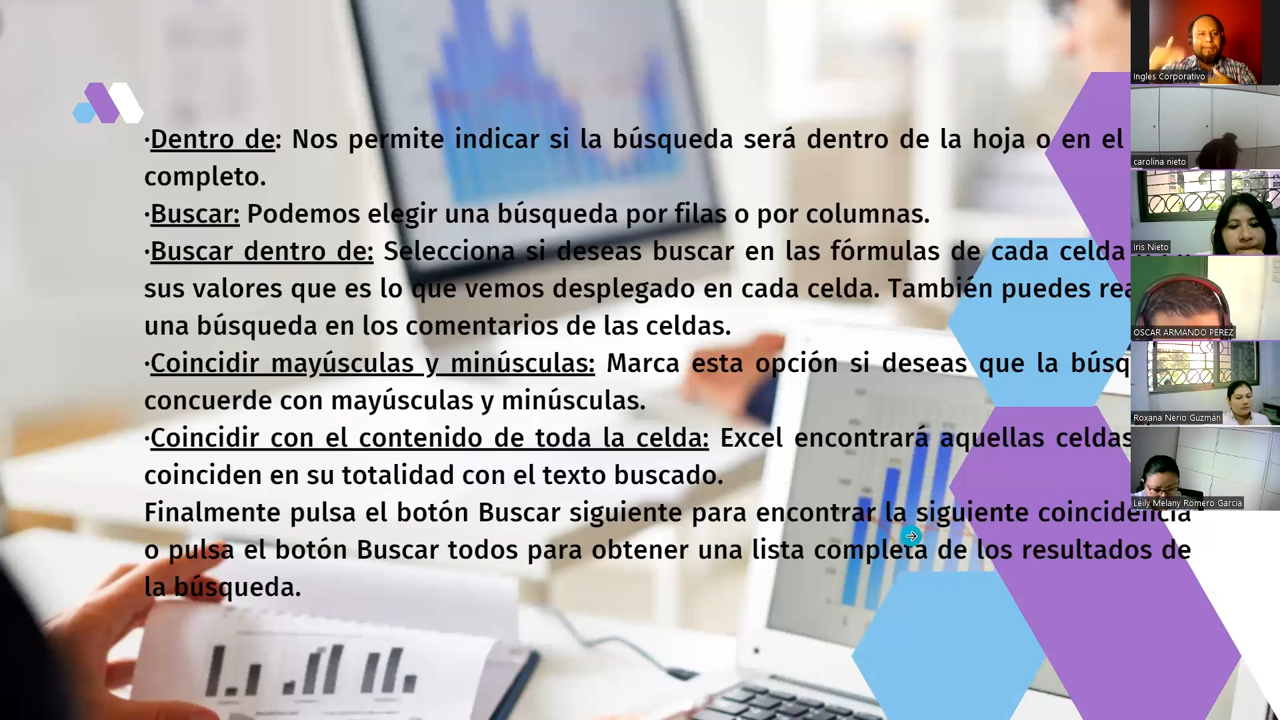 ·Dentro de: Nos permite indicar si la búsqueda será dentro de la hoja o en el
completo.
·Buscar: Podemos elegir una búsqueda por filas o por columnas.
·Buscar dentro de: Selecciona si deseas buscar en las fórmulas de cada celda
sus valores que es lo que vemos desplegado en cada celda. También puedes
una búsqueda en los comentarios de las celdas.
·Coincidir mayúsculas y minúsculas: Marca esta opción si deseas que la
concuerde con mayúsculas y minúsculas.
·Coincidir con el contenido de toda la celda: Excel encontrará aquellas celdas
coinciden en su totalidad con el texto buscado.
Finalmente pulsa el botón Buscar siguiente para encontrar la siguiente coincidencia
o pulsa el botón Buscar todos para obtener una lista completa de los resultados de
la búsqueda.
Ingles Corporativo
carolina nieto
Iris Nieto
OSCAR ARMANDO PEREZ
Roxana Nerio Guzmán
Leily Melany Romero Garcia